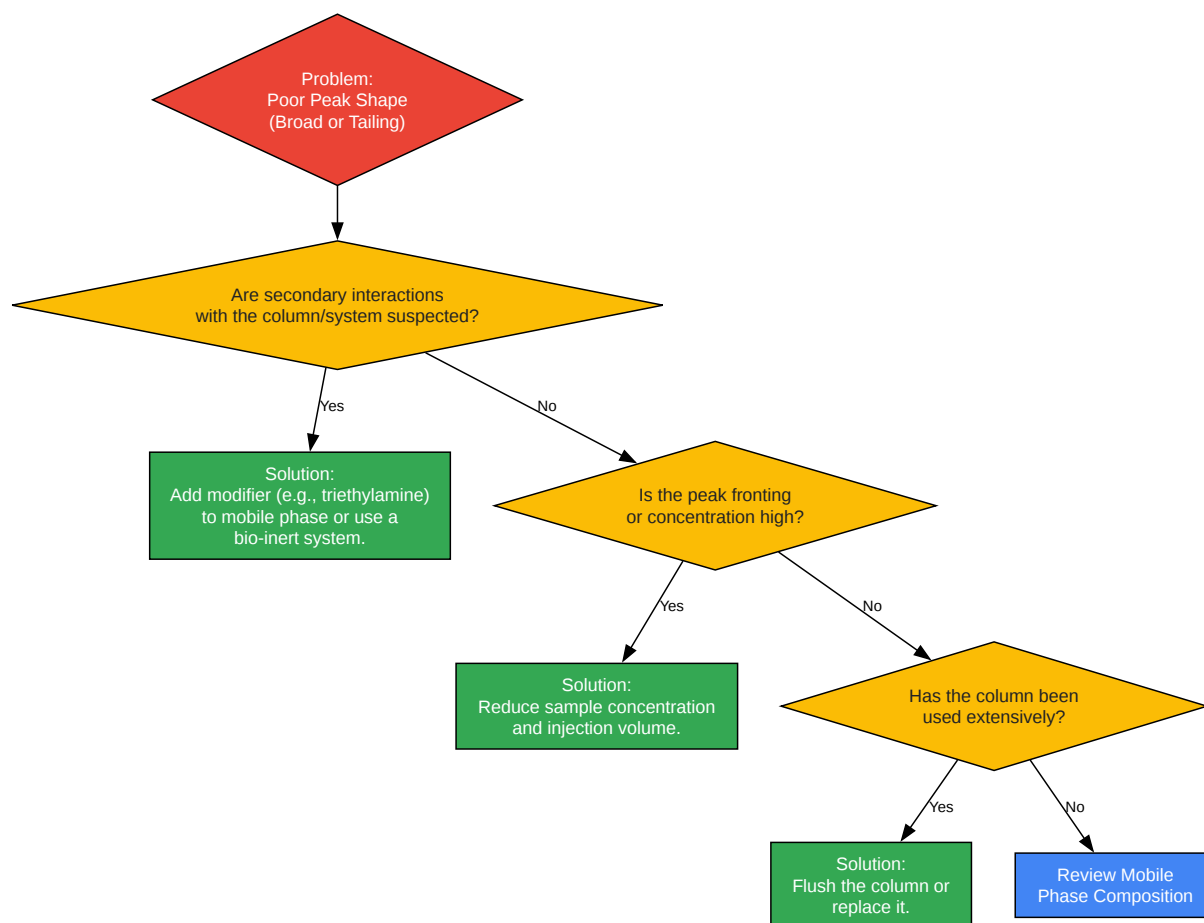 Problem:
Poor Peak Shape
(Broad or Tailing)
Are secondary interactions
with the column/system suspected?
Yes
No
Solution:
Add modifier (e.g., triethylamine)
to mobile phase or use a
bio-inert system.
Is the peak fronting
or concentration high?
Yes
No
Solution:
Reduce sample concentration
and injection volume.
Has the column been
used extensively?
Yes
No
Solution:
Flush the column or
replace it.
Review Mobile
Phase Composition